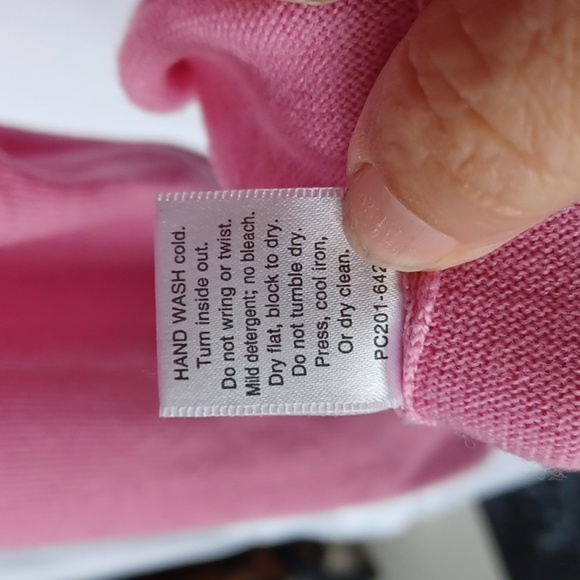 HAND WASH cold.
Turn inside out.
Do not wring or twist.
Mild detergent; no bleach.
Dry flat, block to dry.
Do not tumble dry.
Press, cool iron,
Or dry clean.
PC201-642